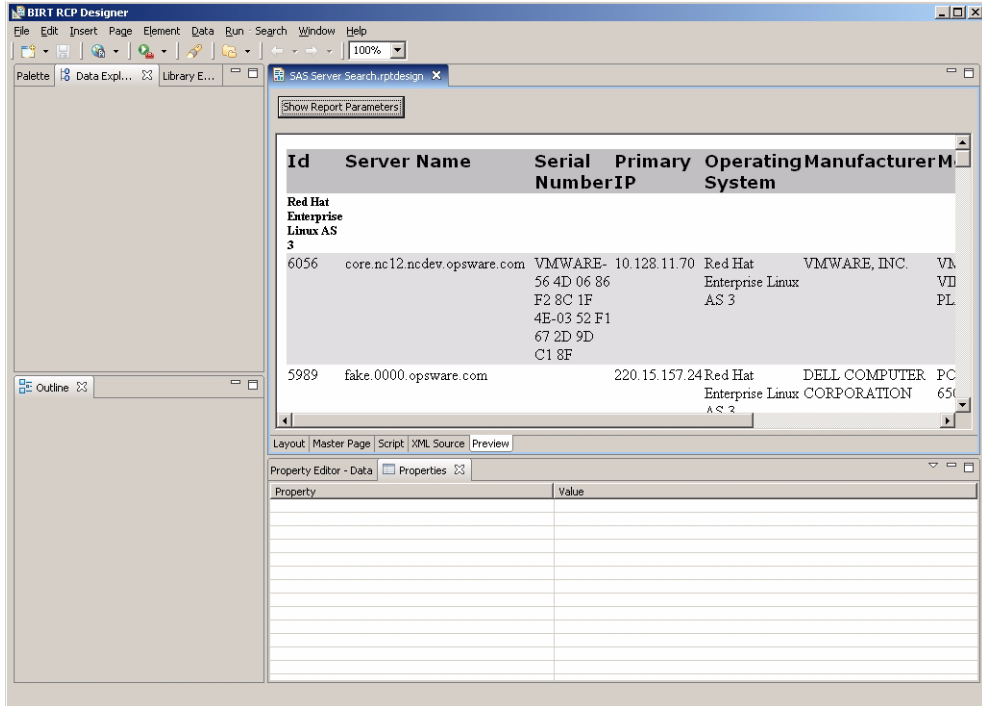 BIRT RCP Designer
File Edit Insert Page Element Data Run Search Window Help
100%
Palette Data Expl... Library E...
SAS Server Search.rptdesign
Show Report Parameters
Id Server Name Serial Number Primary IP Operating System Manufacturer
Red Hat
Enterprise
Linux AS
3
6056 core.nc12.ncdev.opsware.com VMWARE- 10.128.11.70 Red Hat VMWARE, INC.
56 4D 06 86 Enterprise Linux
F2 8C 1F AS 3 PL
4E-03 52 F1
67 2D 9D
C1 8F
5989 fake.0000.opsware.com 220.15.157.24 Red Hat DELL COMPUTER PC
Enterprise Linux CORPORATION 650
AS 3
Outline
Layout Master Page Script XML Source Preview
Property Editor - Data Properties
Property Value